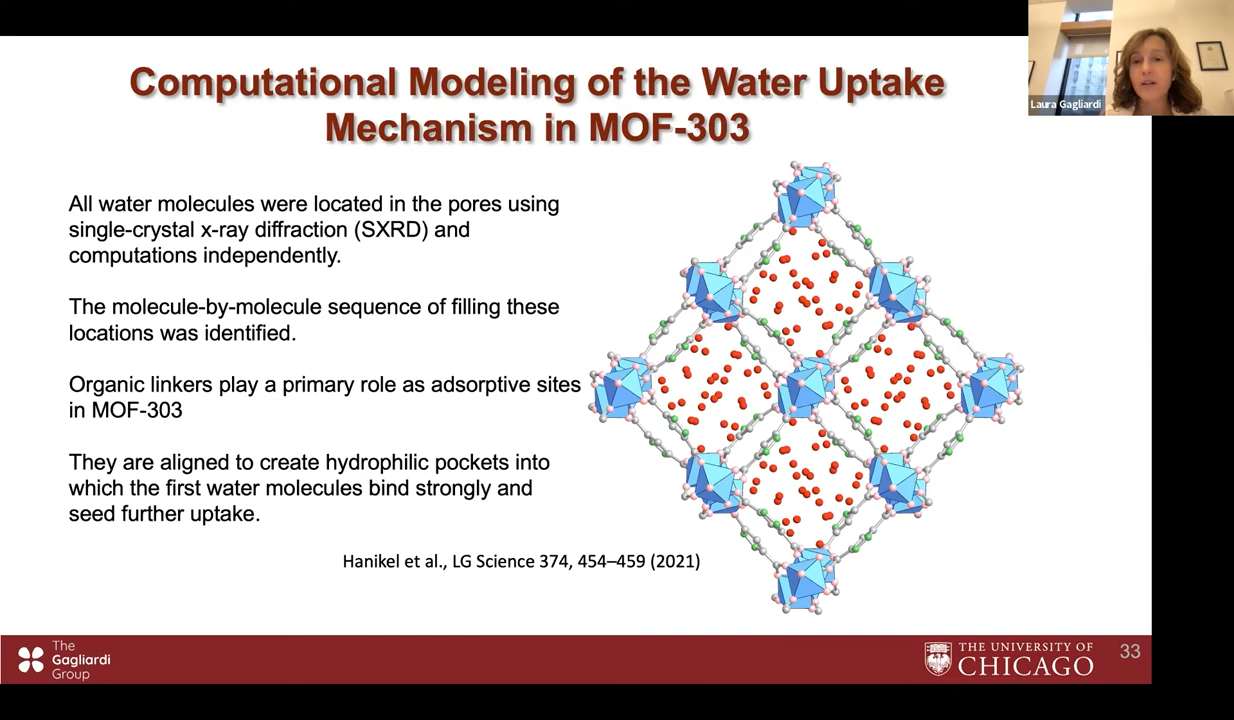 Computational Modeling of the Water Uptake
Mechanism in MOF-303
Laura Gagliardi
All water molecules were located in the pores using
single-crystal x-ray diffraction (SXRD) and
computations independently.
The molecule-by-molecule sequence of filling these
locations was identified.
Organic linkers play a primary role as adsorptive sites
in MOF-303
They are aligned to create hydrophilic pockets into
which the first water molecules bind strongly and
seed further uptake.
Hanikel et al., LG Science 374, 454–459 (2021)
The
Gagliardi
Group
THE UNIVERSITY OF
CHICAGO
33